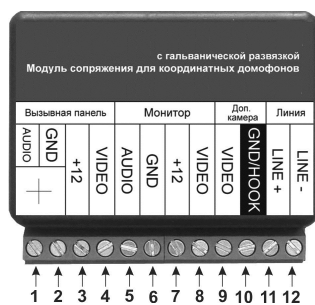 с гальванической развязкой
Модуль сопряжения для координатных домофонов
Вызывная панель
Монитор
Доп.
камера
Линия
AUDIO
GND
+12
VIDEO
AUDIO
GND
+12
VIDEO
VIDEO
GND/HOOK
LINE +
LINE -
1 2 3 4 5 6 7 8 9 10 11 12